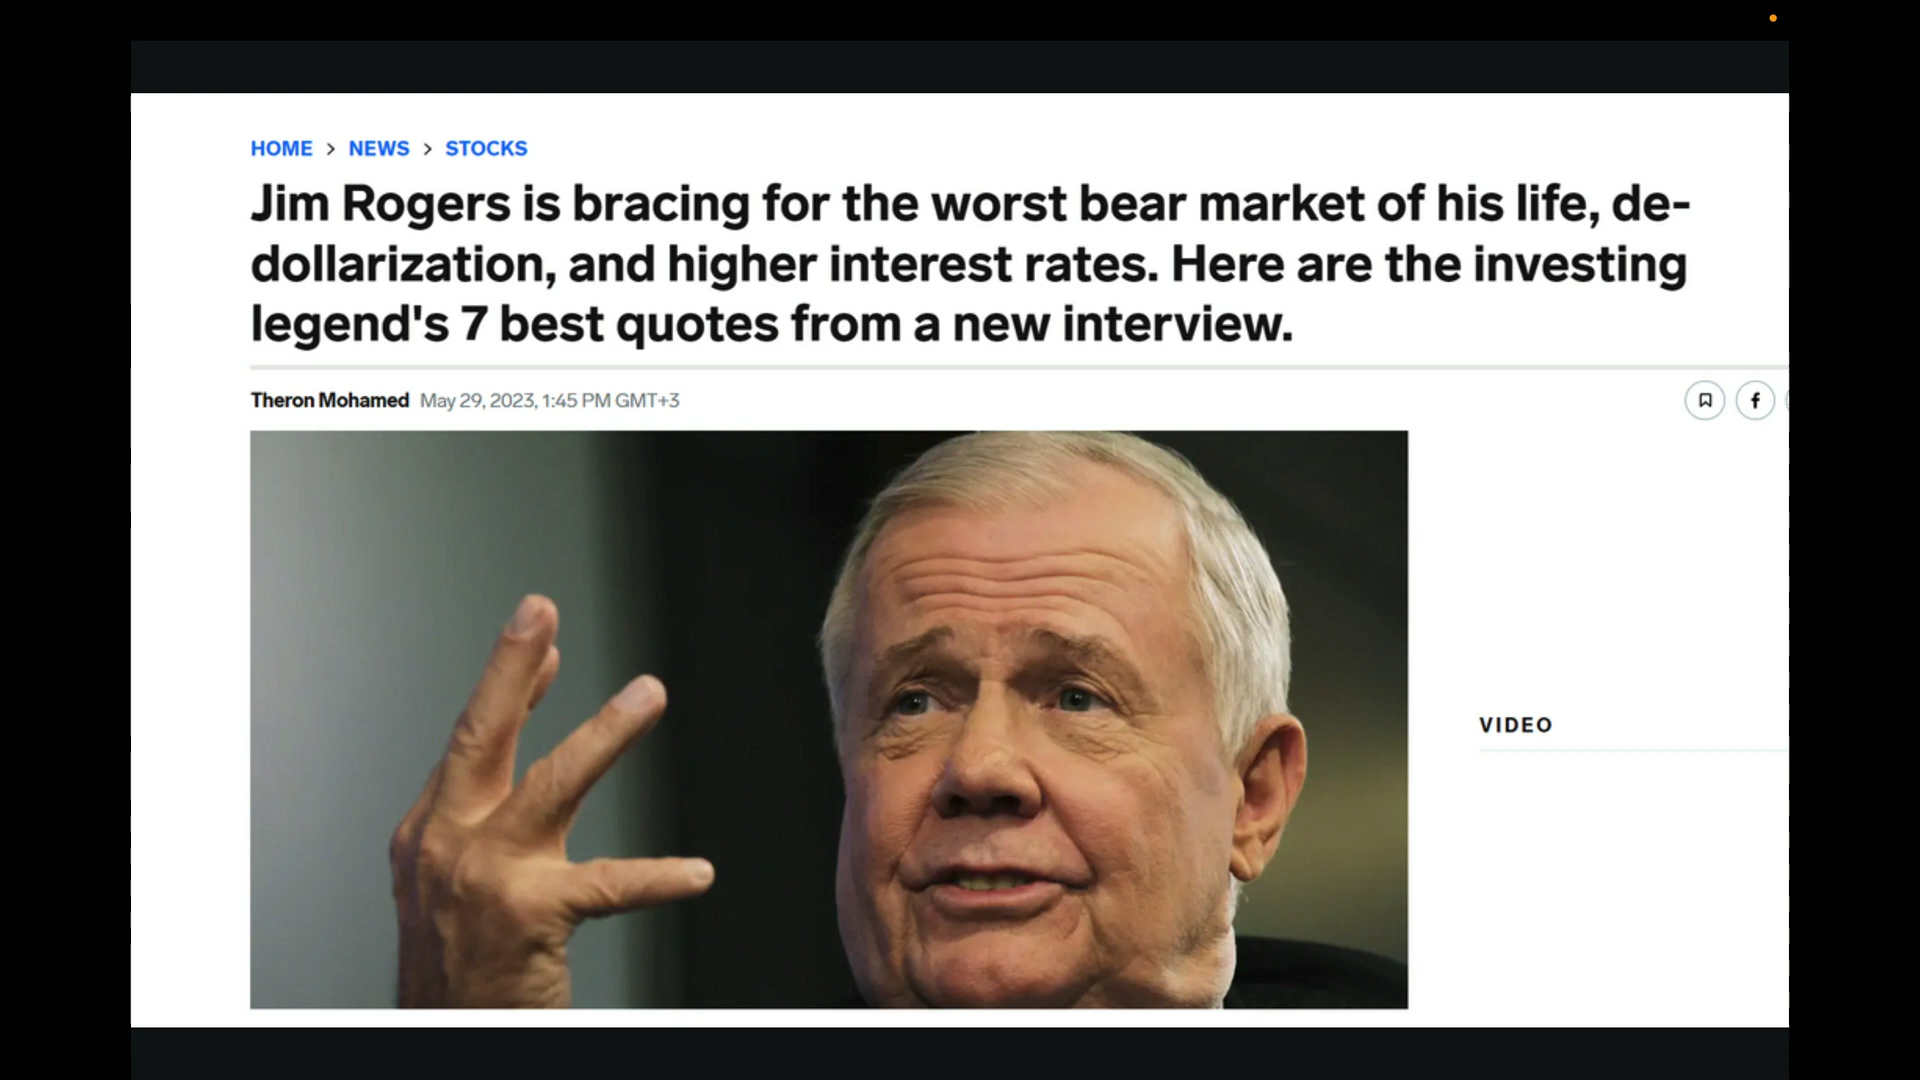 HOME > NEWS > STOCKS
Jim Rogers is bracing for the worst bear market of his life, de-
dollarization, and higher interest rates. Here are the investing
legend's 7 best quotes from a new interview.
Theron Mohamed May 29, 2023, 1:45 PM GMT+3
VIDEO